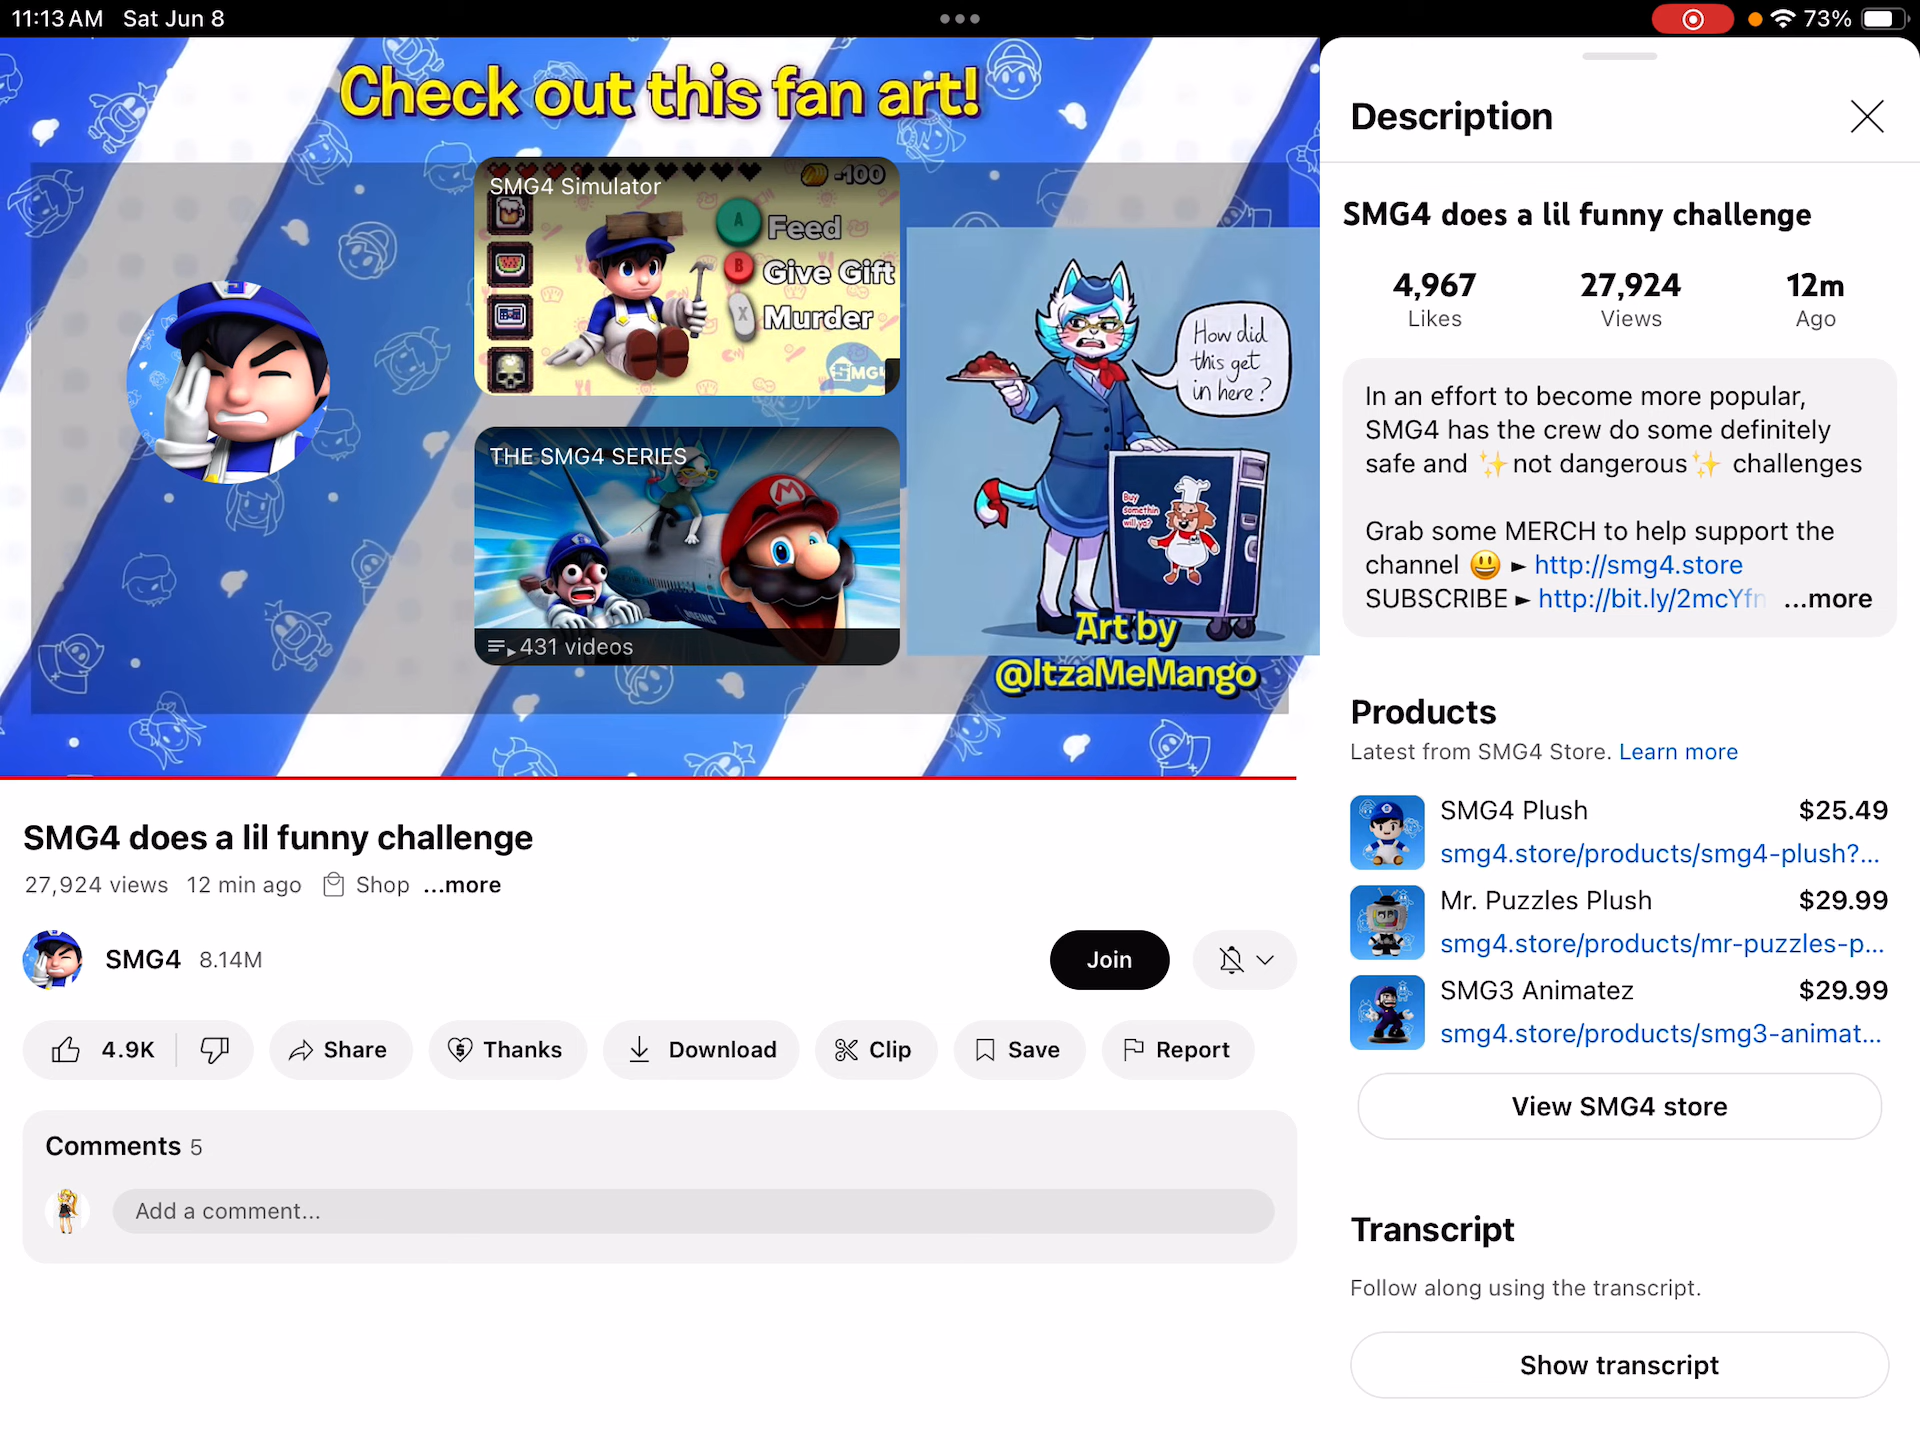 11:13 AM Sat Jun 8
73%
Check out this fan art!
SMG4 Simulator
-100
A Feed
B Give Gift
X Murder
SMG4
THE SMG4 SERIES
431 videos
How did
this get
in here?
Buy
somethin
will ya?
Art by
@ItzaMeMango
SMG4 does a lil funny challenge
27,924 views 12 min ago Shop ...more
SMG4 8.14M
Join
4.9K
Share
Thanks
Download
Clip
Save
Report
Comments 5
Add a comment...
Description
SMG4 does a lil funny challenge
4,967 27,924 12m
Likes Views Ago
In an effort to become more popular,
SMG4 has the crew do some definitely
safe and ✨not dangerous✨ challenges
Grab some MERCH to help support the
channel 😃 ► http://smg4.store
SUBSCRIBE ► http://bit.ly/2mcYfn ...more
Products
Latest from SMG4 Store. Learn more
SMG4 Plush $25.49
smg4.store/products/smg4-plush?...
Mr. Puzzles Plush $29.99
smg4.store/products/mr-puzzles-p...
SMG3 Animatez $29.99
smg4.store/products/smg3-animat...
View SMG4 store
Transcript
Follow along using the transcript.
Show transcript